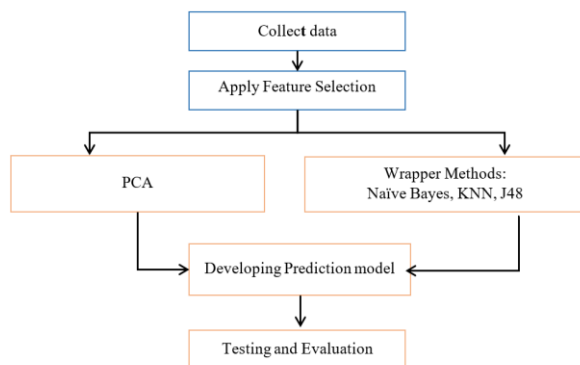 Collect data
Apply Feature Selection
PCA
Wrapper Methods:
Naïve Bayes, KNN, J48
Developing Prediction model
Testing and Evaluation